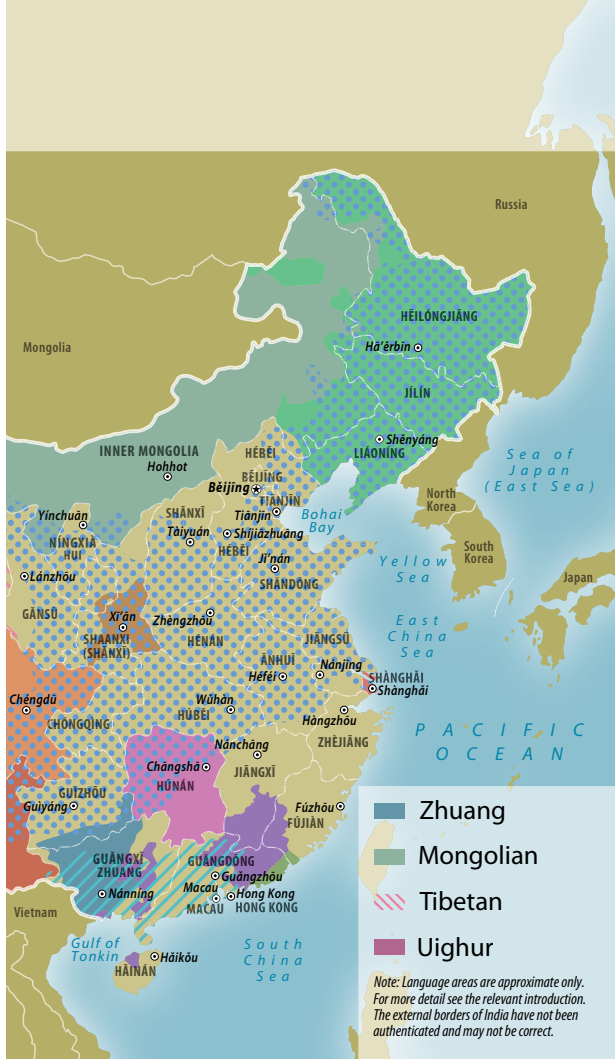 Russia
HĒILÓNGJIĀNG
Hā'ěrbīn
Mongolia
JÍLÍN
Shěnyáng
LIÁONÍNG
INNER MONGOLIA
Hohhot
HÉBĚI
BĚIJĪNG
Běijīng
TIĀNJĪN
Tiānjīn
Bohai
Bay
North
Korea
Sea of
Japan
(East Sea)
Yínchuān
NÍNGXIÀ
HUI
SHĀNXĪ
Tàiyuán
Shíjiāzhuāng
HÉBĚI
Jǐ'nán
SHĀNDŌNG
Yellow
Sea
South
Korea
Japan
Lánzhōu
GĀNSÙ
Xī'ān
SHAANXI
(SHǍNXĪ)
Zhèngzhōu
HÉNÁN
JIĀNGSŪ
East
China
Sea
ĀNHUĪ
Héféi
Nánjīng
SHÀNGHǍI
Shànghǎi
Chéngdū
CHÓNGQÌNG
Wǔhàn
HÚBĚI
Hángzhōu
ZHÈJIĀNG
PACIFIC
OCEAN
Nánchāng
JIĀNGXĪ
Chángshā
HÚNÁN
GUÌZHŌU
Guìyáng
Fúzhōu
FÚJIÀN
GUǍNGXĪ
ZHUANG
Nánníng
GUĀNGDŌNG
Guǎngzhōu
Macau
MACAU
Hong Kong
HONG KONG
Vietnam
Gulf of
Tonkin
Hǎikǒu
HǍINÁN
South
China
Sea
Zhuang
Mongolian
Tibetan
Uighur
Note: Language areas are approximate only.
For more detail see the relevant introduction.
The external borders of India have not been
authenticated and may not be correct.